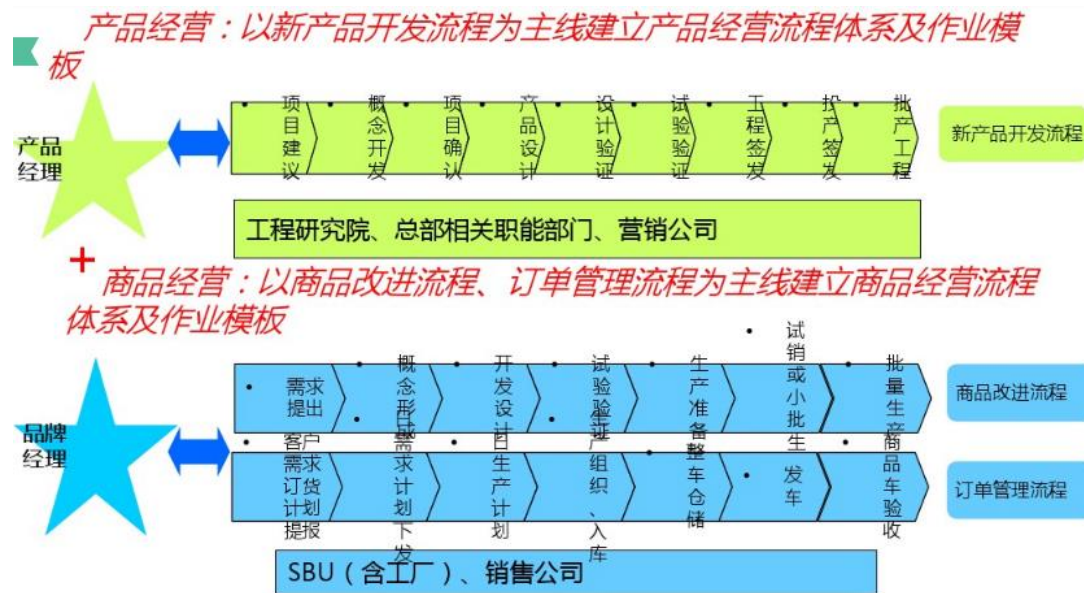 产品经营：以新产品开发流程为主线建立产品经营流程体系及作业模
板
产品
经理
项目建议
概念开发
项目确认
产品设计
设计验证
试验验证
工程签发
投产签发
批产工程
新产品开发流程
工程研究院、总部相关职能部门、营销公司
+
商品经营：以商品改进流程、订单管理流程为主线建立商品经营流程
体系及作业模板
品牌
经理
需求
提出
概念形成
开发设计
试验验证
生产准备
试销或小批
批量生产
商品改进流程
客户
需求
订货
计划
提报
需求计划下发
日生产计划
产组织、入库
整车仓储
发车
商品车验收
订单管理流程
SBU（含工厂）、销售公司